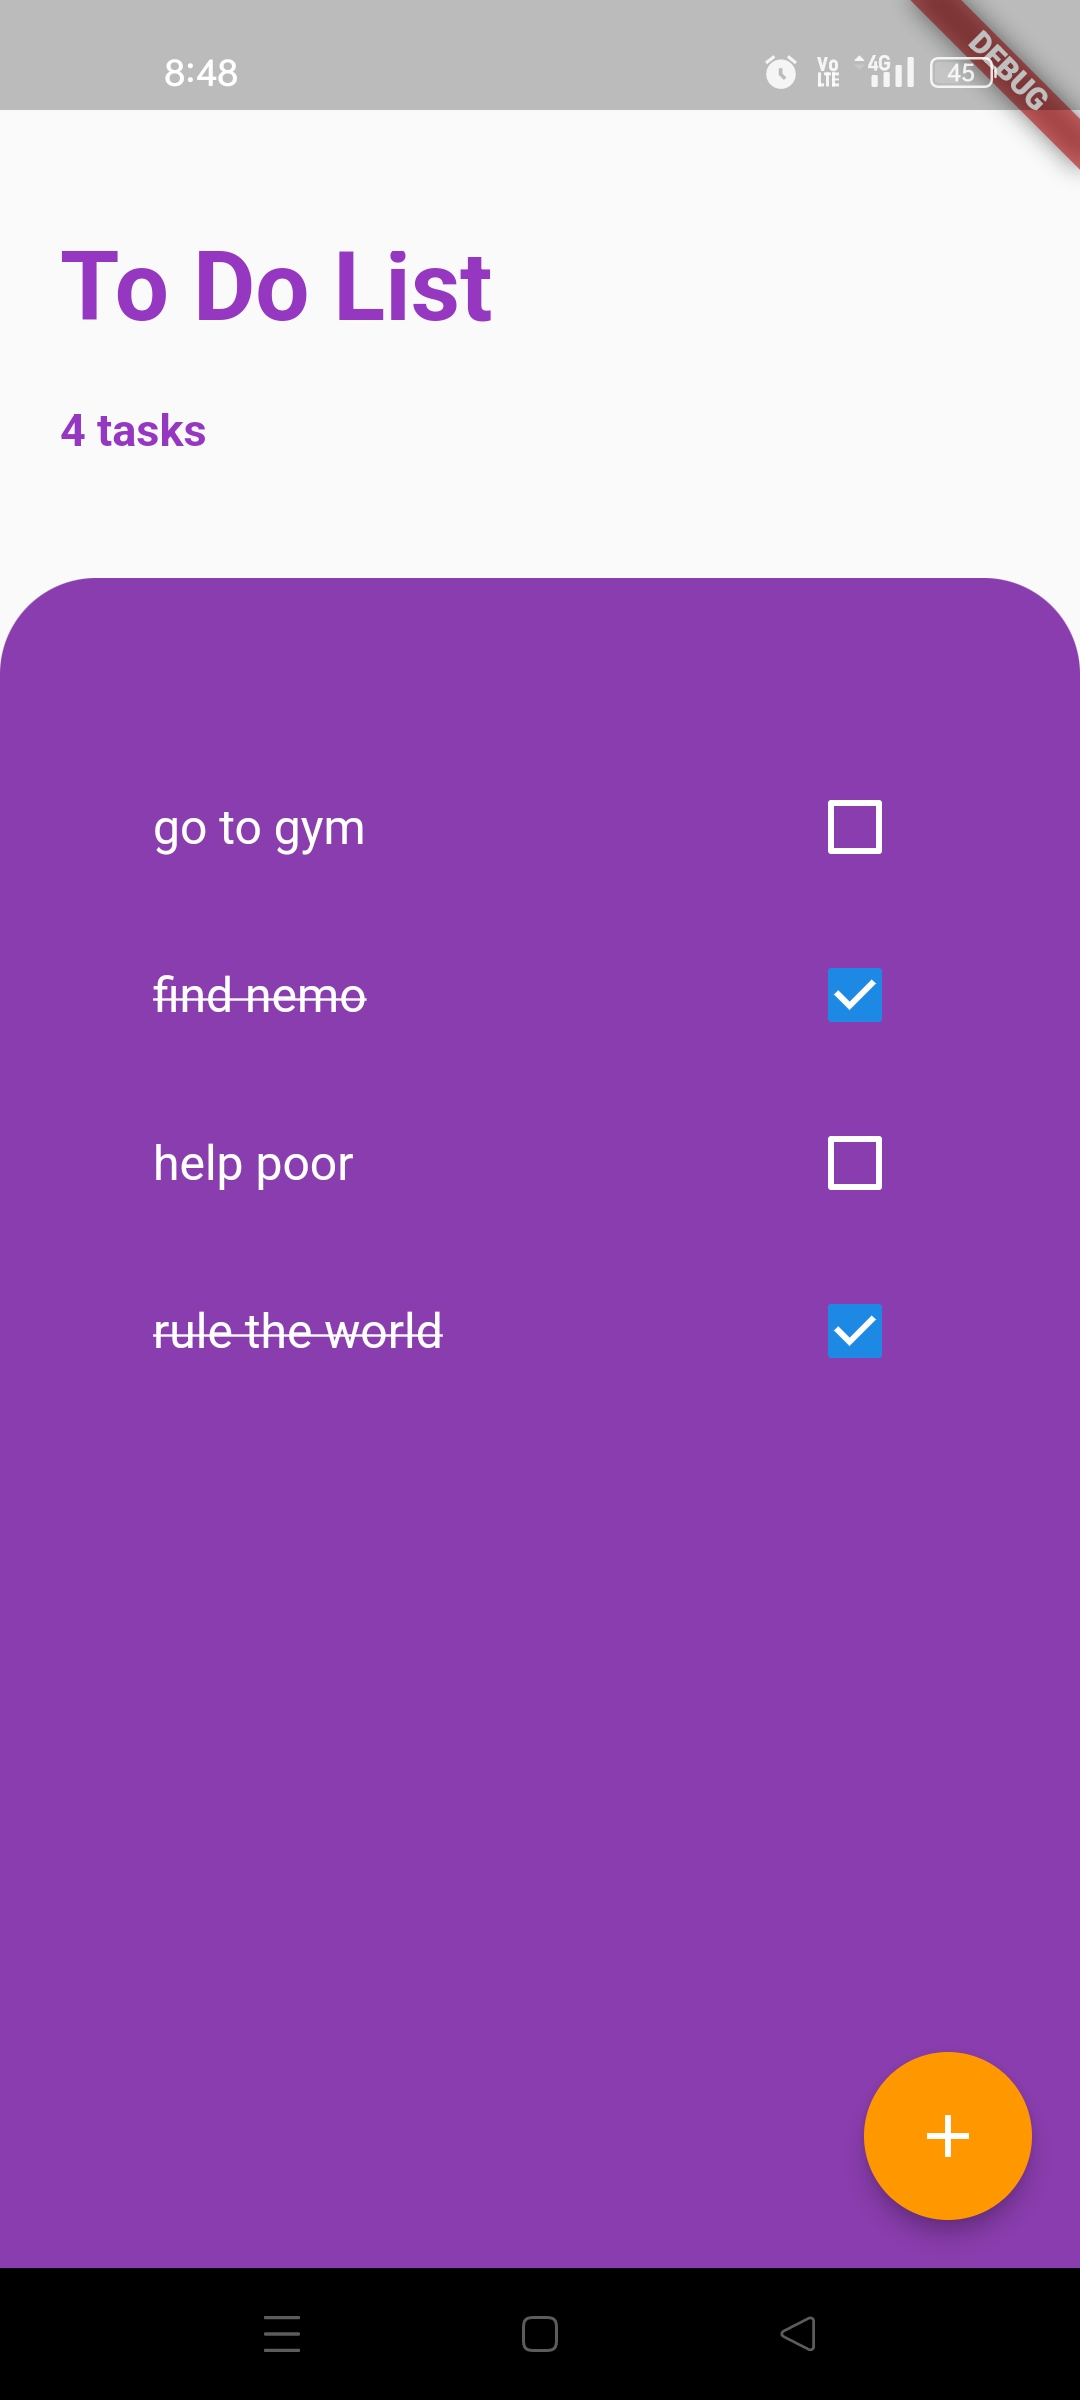 8:48
Vo
LTE
4G
45
DEBUG
To Do List
4 tasks
go to gym
find nemo
help poor
rule the world